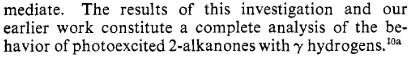 mediate. The results of this investigation and our
earlier work constitute a complete analysis of the be-
havior of photoexcited 2-alkanones with γ hydrogens.¹⁰ᵃ